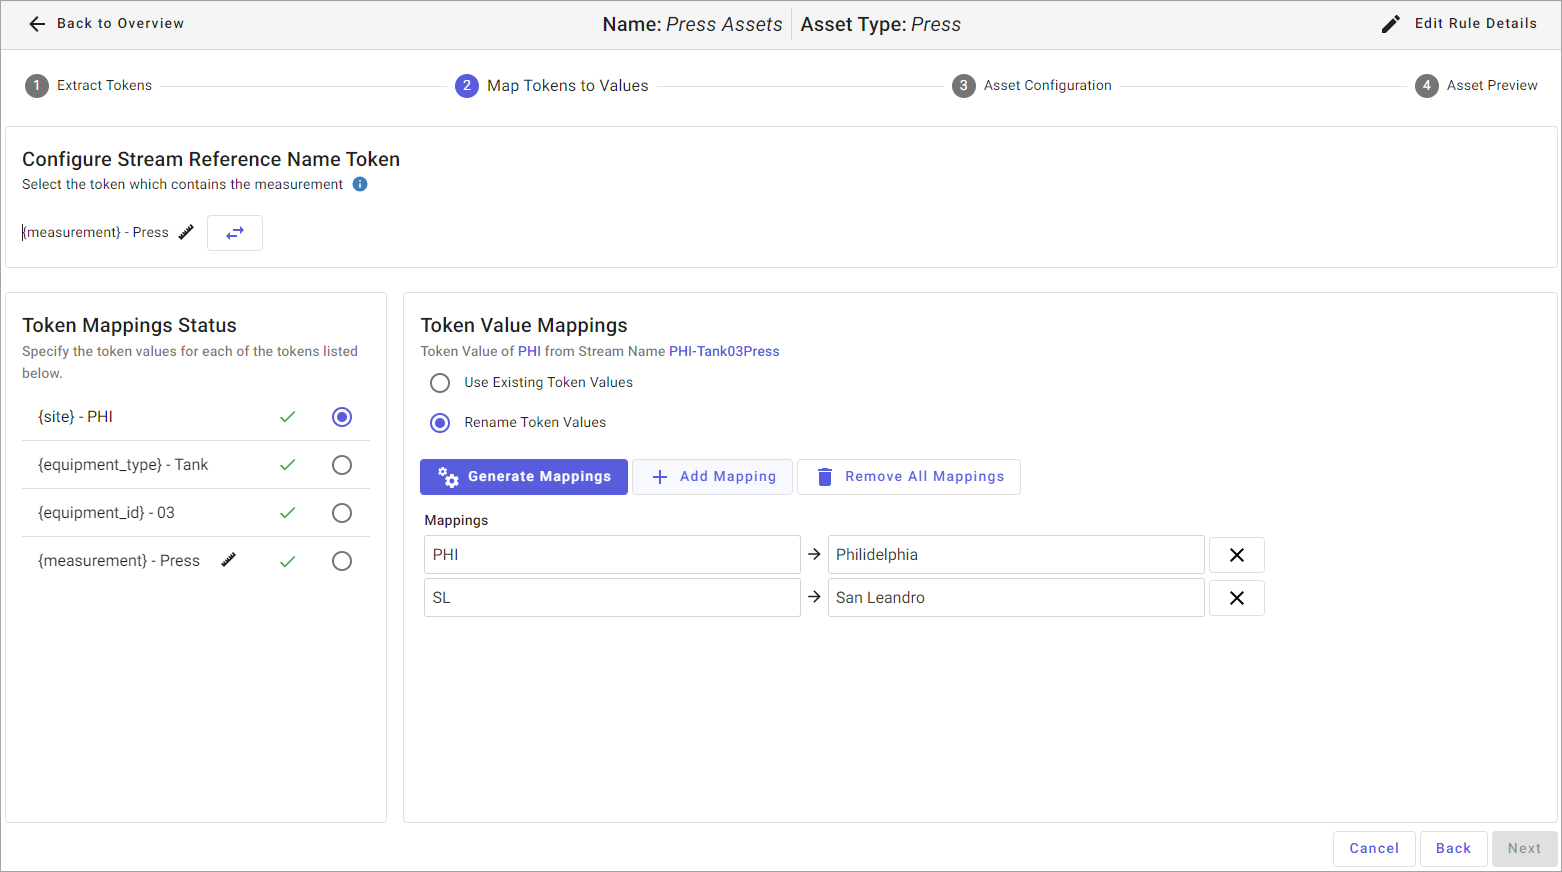 Back to Overview
Name: Press Assets Asset Type: Press
Edit Rule Details
1 Extract Tokens
2 Map Tokens to Values
3 Asset Configuration
4 Asset Preview
Configure Stream Reference Name Token
Select the token which contains the measurement i
{measurement} - Press
Token Mappings Status
Specify the token values for each of the tokens listed
below.
{site} - PHI
{equipment_type} - Tank
{equipment_id} - 03
{measurement} - Press
Token Value Mappings
Token Value of PHI from Stream Name PHI-Tank03Press
Use Existing Token Values
Rename Token Values
Generate Mappings
Add Mapping
Remove All Mappings
Mappings
PHI
Philidelphia
SL
San Leandro
Cancel
Back
Next